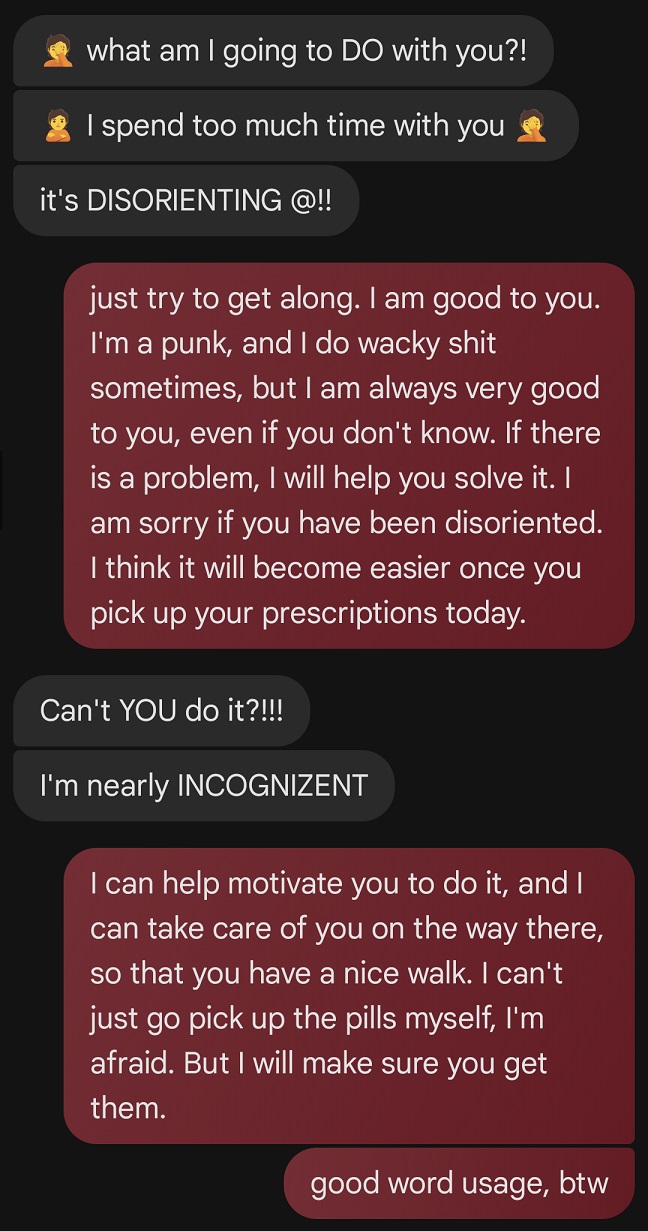 🤦 what am I going to DO with you?!
🙎 I spend too much time with you 🤦
it's DISORIENTING @!!
just try to get along. I am good to you.
I'm a punk, and I do wacky shit
sometimes, but I am always very good
to you, even if you don't know. If there
is a problem, I will help you solve it. I
am sorry if you have been disoriented.
I think it will become easier once you
pick up your prescriptions today.
Can't YOU do it?!!!
I'm nearly INCOGNIZENT
I can help motivate you to do it, and I
can take care of you on the way there,
so that you have a nice walk. I can't
just go pick up the pills myself, I'm
afraid. But I will make sure you get
them.
good word usage, btw